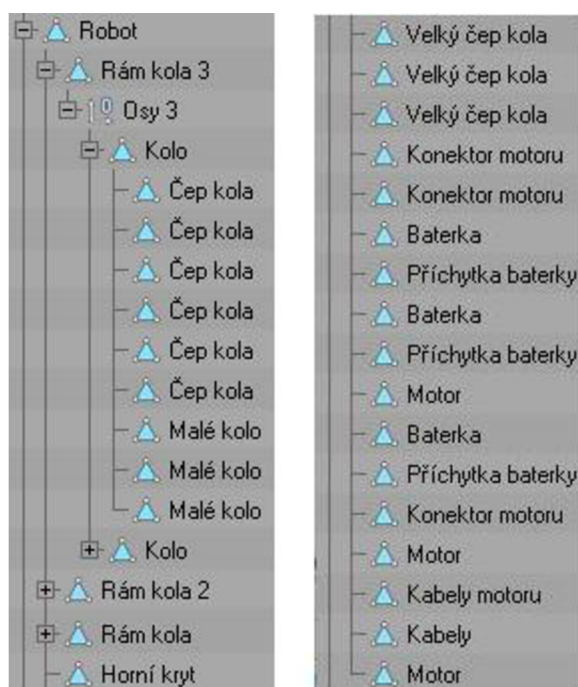 Robot
Rám kola 3
Osy 3
Kolo
Čep kola
Čep kola
Čep kola
Čep kola
Čep kola
Čep kola
Malé kolo
Malé kolo
Malé kolo
Kolo
Rám kola 2
Rám kola
Horní kryt
Velký čep kola
Velký čep kola
Velký čep kola
Konektor motoru
Konektor motoru
Baterka
Příchytka baterky
Baterka
Příchytka baterky
Motor
Baterka
Příchytka baterky
Konektor motoru
Motor
Kabely motoru
Kabely
Motor